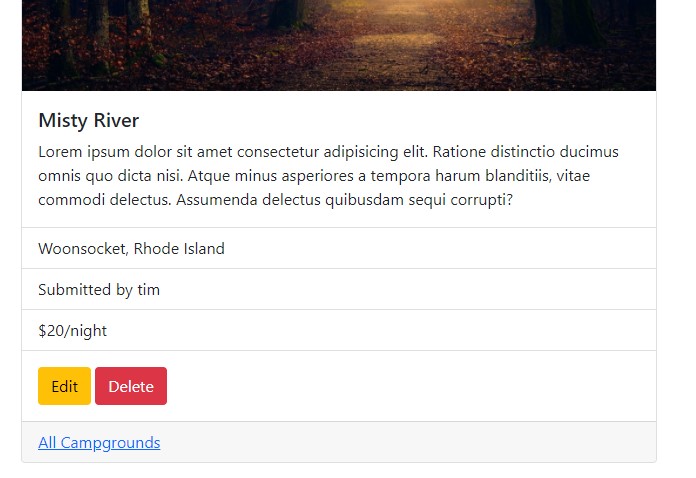 Misty River
Lorem ipsum dolor sit amet consectetur adipisicing elit. Ratione distinctio ducimus
omnis quo dicta nisi. Atque minus asperiores a tempora harum blanditiis, vitae
commodi delectus. Assumenda delectus quibusdam sequi corrupti?
Woonsocket, Rhode Island
Submitted by tim
$20/night
Edit Delete
All Campgrounds